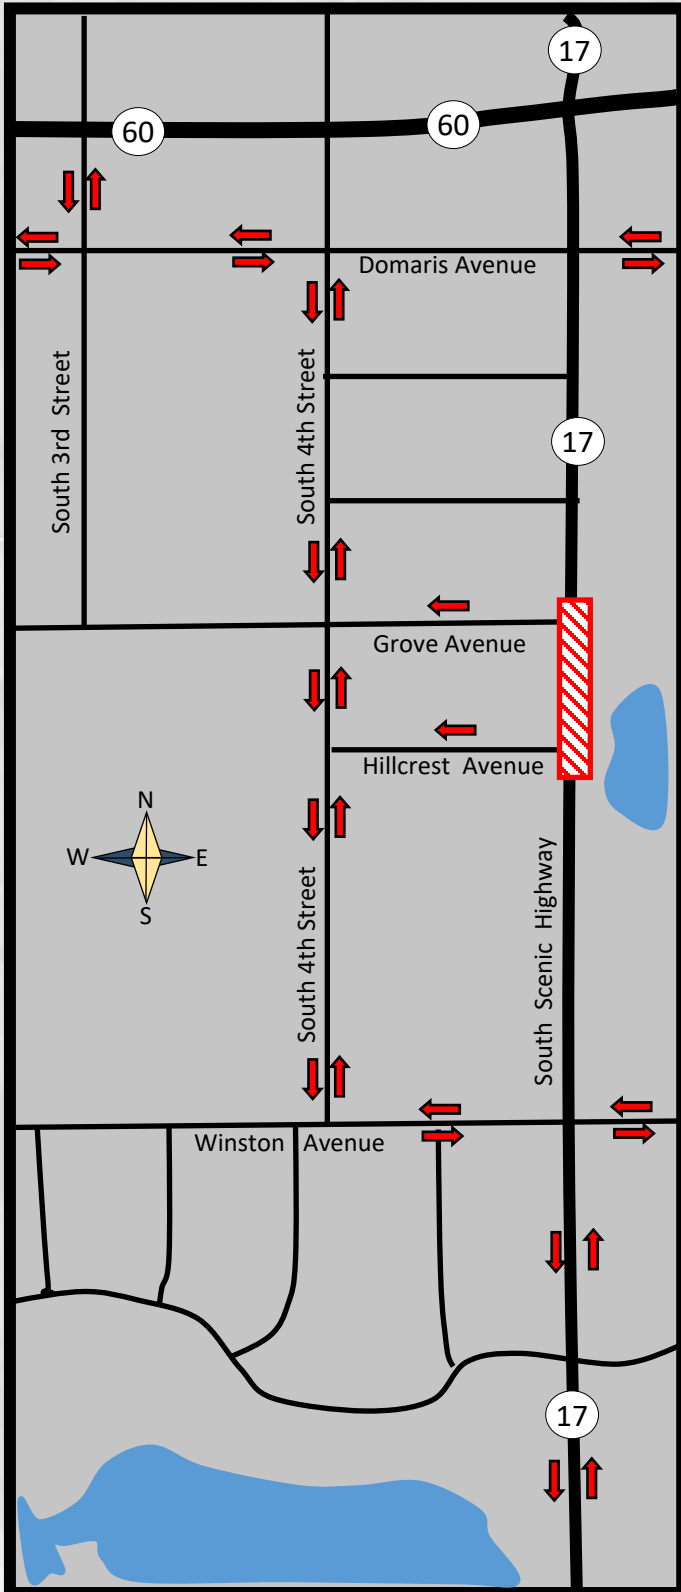 17
60
60
Domaris Avenue
South 3rd Street
South 4th Street
17
Grove Avenue
Hillcrest Avenue
N
W
E
S
South 4th Street
South Scenic Highway
Winston Avenue
17